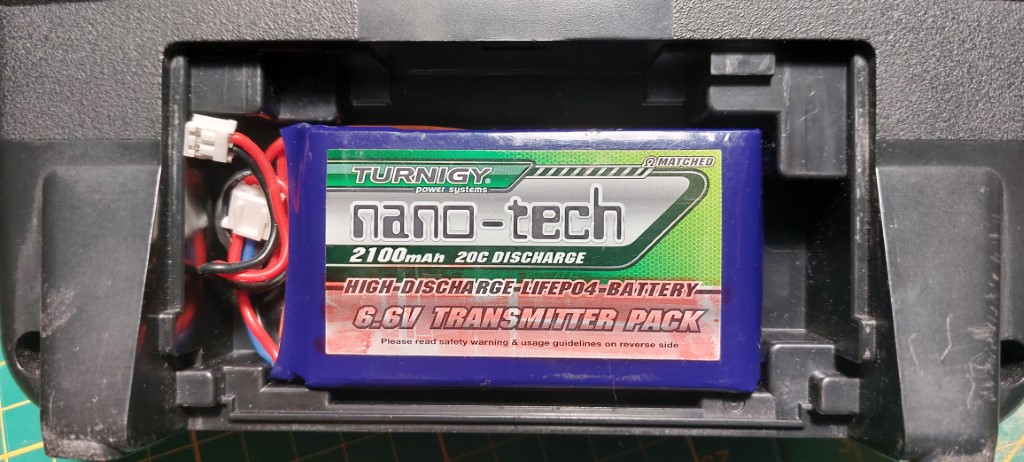 MATCHED
TURNIGY®
power systems
nano-tech
2100mAh 20C DISCHARGE
HIGH-DISCHARGE-LIFEPO4-BATTERY
6.6V TRANSMITTER PACK
Please read safety warning & usage guidelines on reverse side